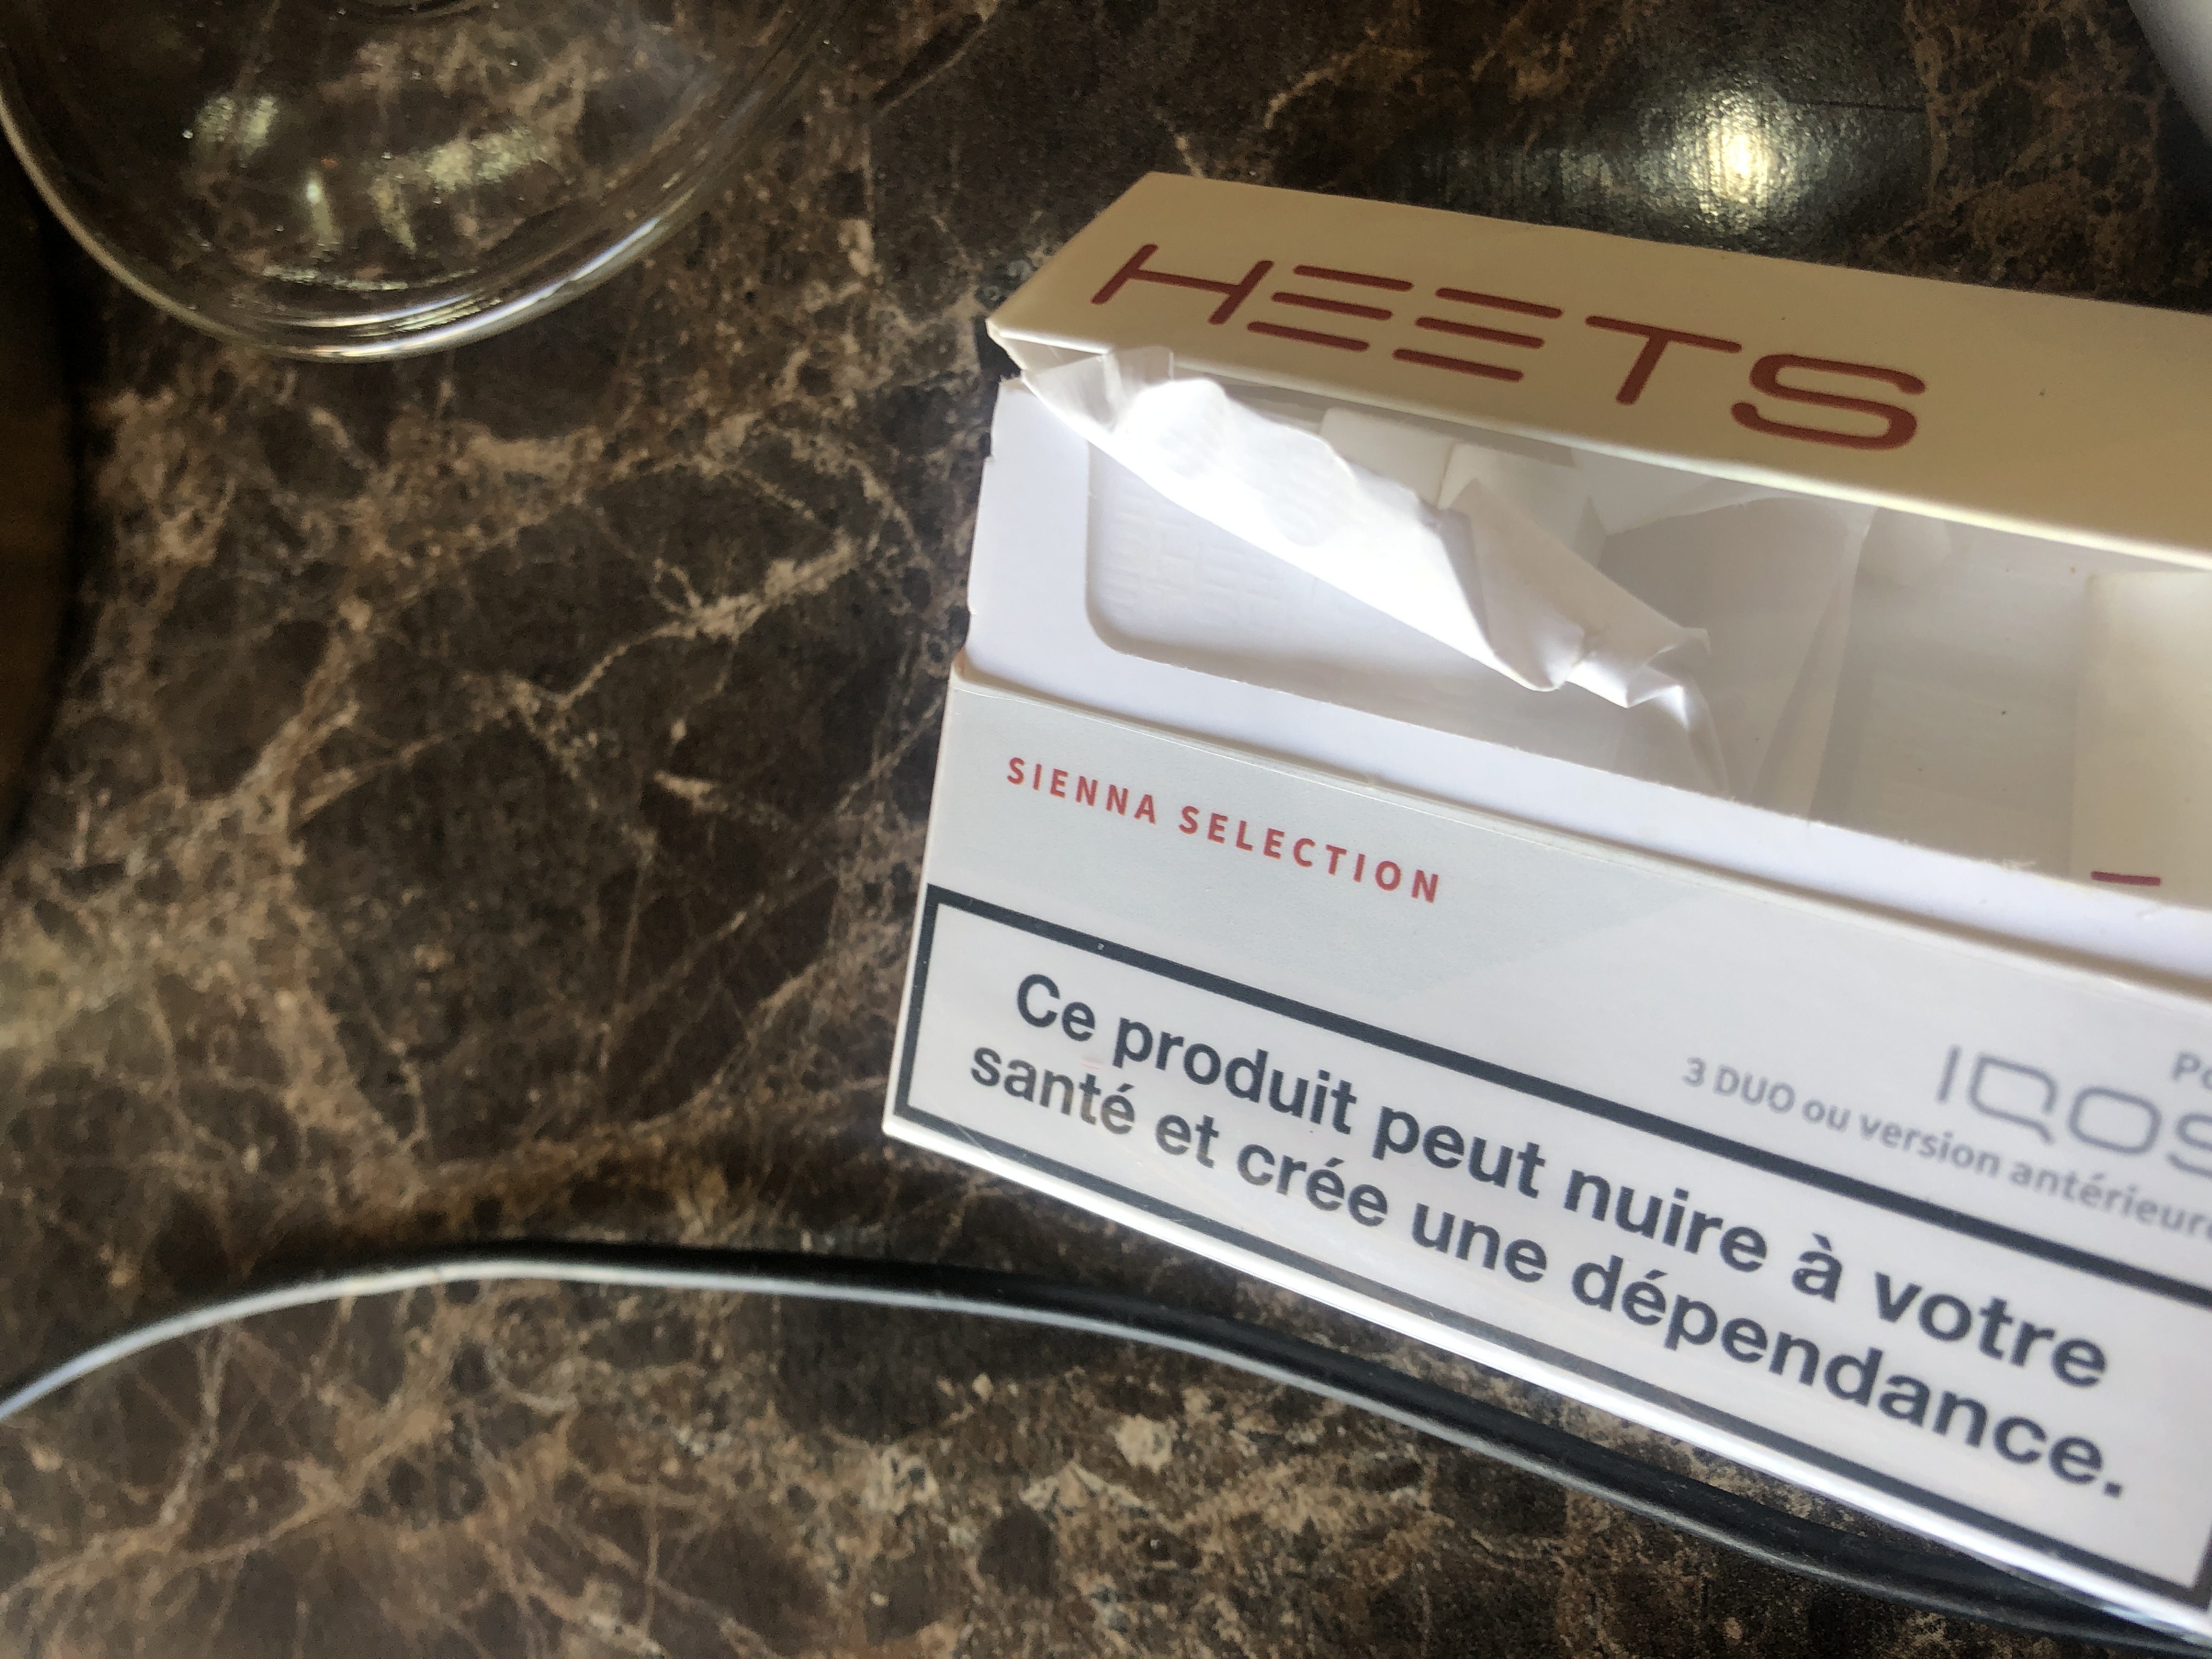 HEETS
SIENNA SELECTION
IQOS
3 DUO ou version antérieure
Ce produit peut nuire à votre
santé et crée une dépendance.